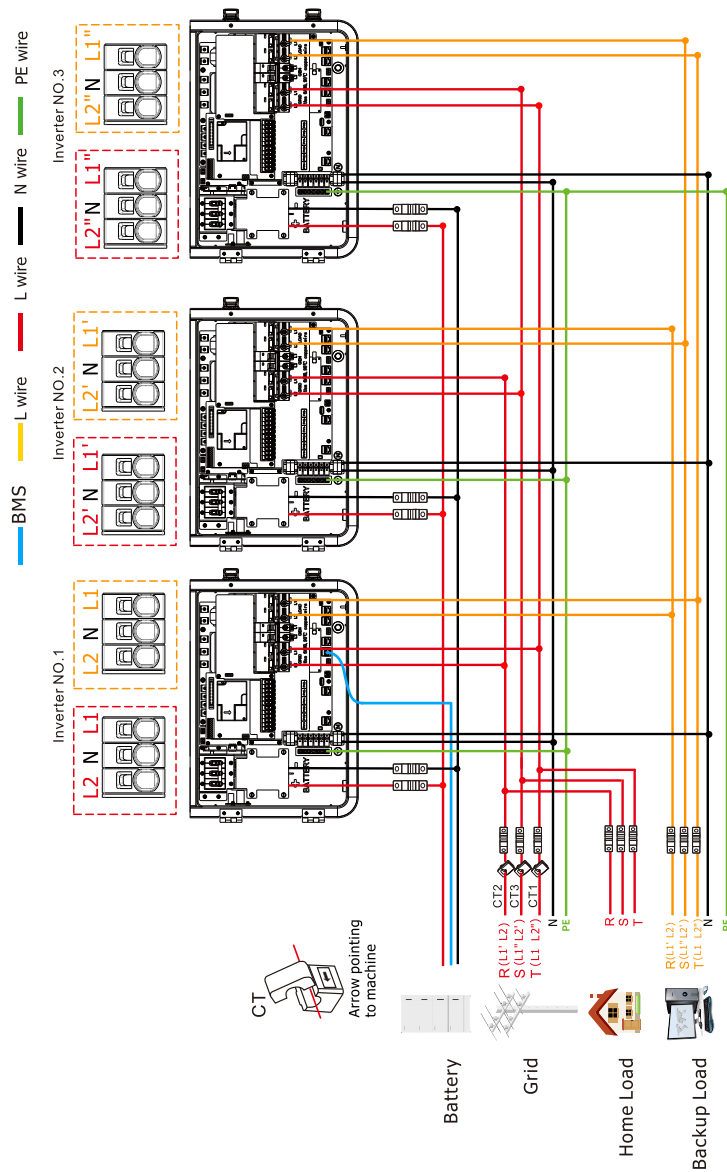 BMS L wire L wire N wire PE wire
Inverter NO.1 Inverter NO.2 Inverter NO.3
L2 N L1 L2 N L1 L2' N L1' L2' N L1' L2" N L1" L2" N L1"
CT
Arrow pointing
to machine
BATTERY
BATTERY
BATTERY
Battery
CT2
R (L1' L2)
CT3
S (L1" L2')
CT1
T (L1 L2")
Grid
N
PE
R
S
T
Home Load
R (L1' L2)
S (L1" L2')
T (L1 L2")
N
PE
Backup Load